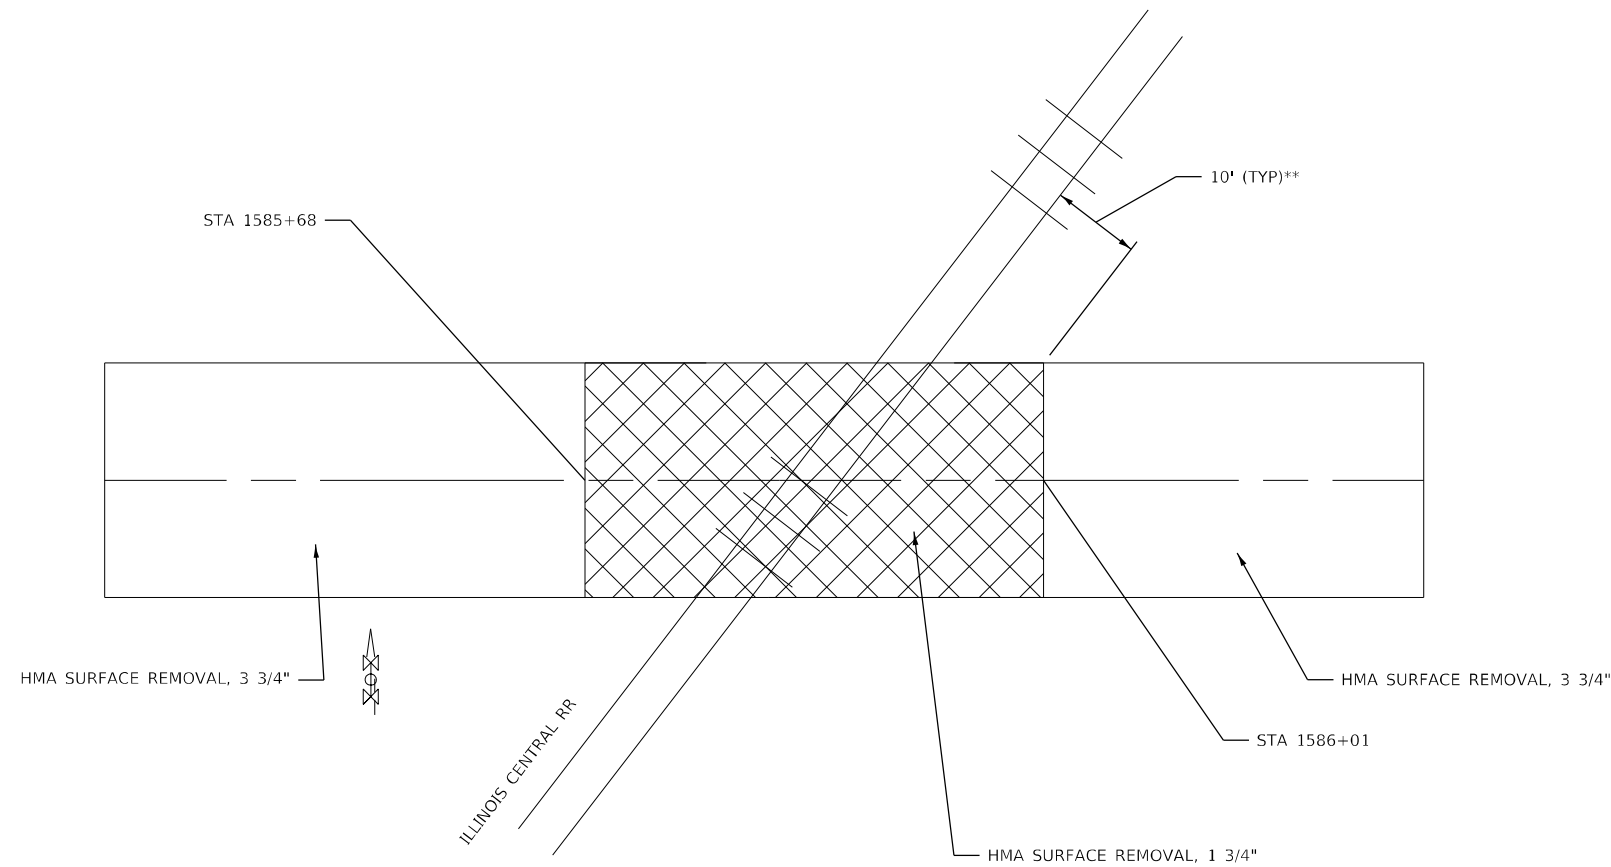 10' (TYP)**
STA 1585+68
HMA SURFACE REMOVAL, 3 3/4"
HMA SURFACE REMOVAL, 3 3/4"
ILLINOIS CENTRAL RR
STA 1586+01
HMA SURFACE REMOVAL, 1 3/4"